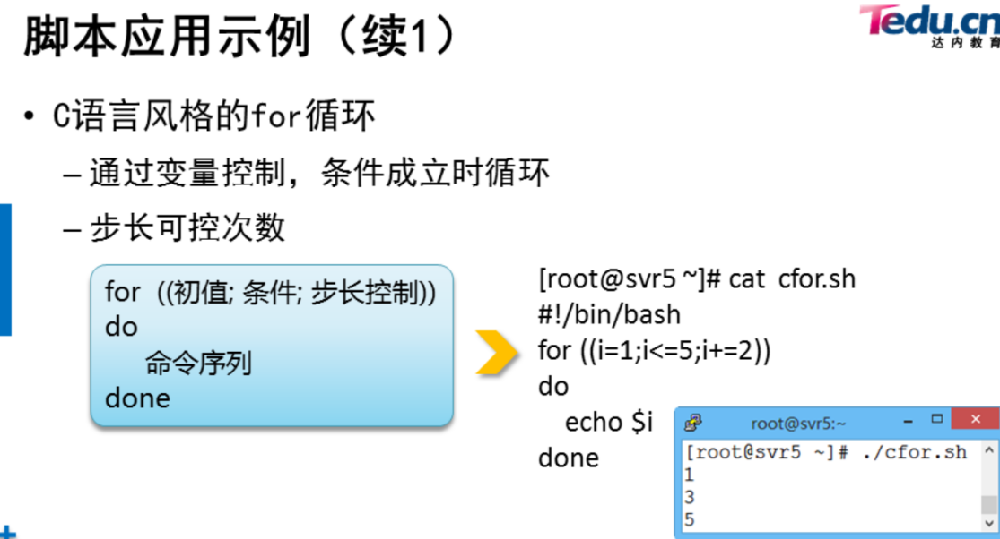 脚本应用示例（续1）
Tedu.cn
达内教育
• C语言风格的for循环
– 通过变量控制，条件成立时循环
– 步长可控次数
for ((初值; 条件; 步长控制))
do
命令序列
done
[root@svr5 ~]# cat cfor.sh
#!/bin/bash
for ((i=1;i<=5;i+=2))
do
echo $i
done
root@svr5:~
[root@svr5 ~]# ./cfor.sh
1
3
5